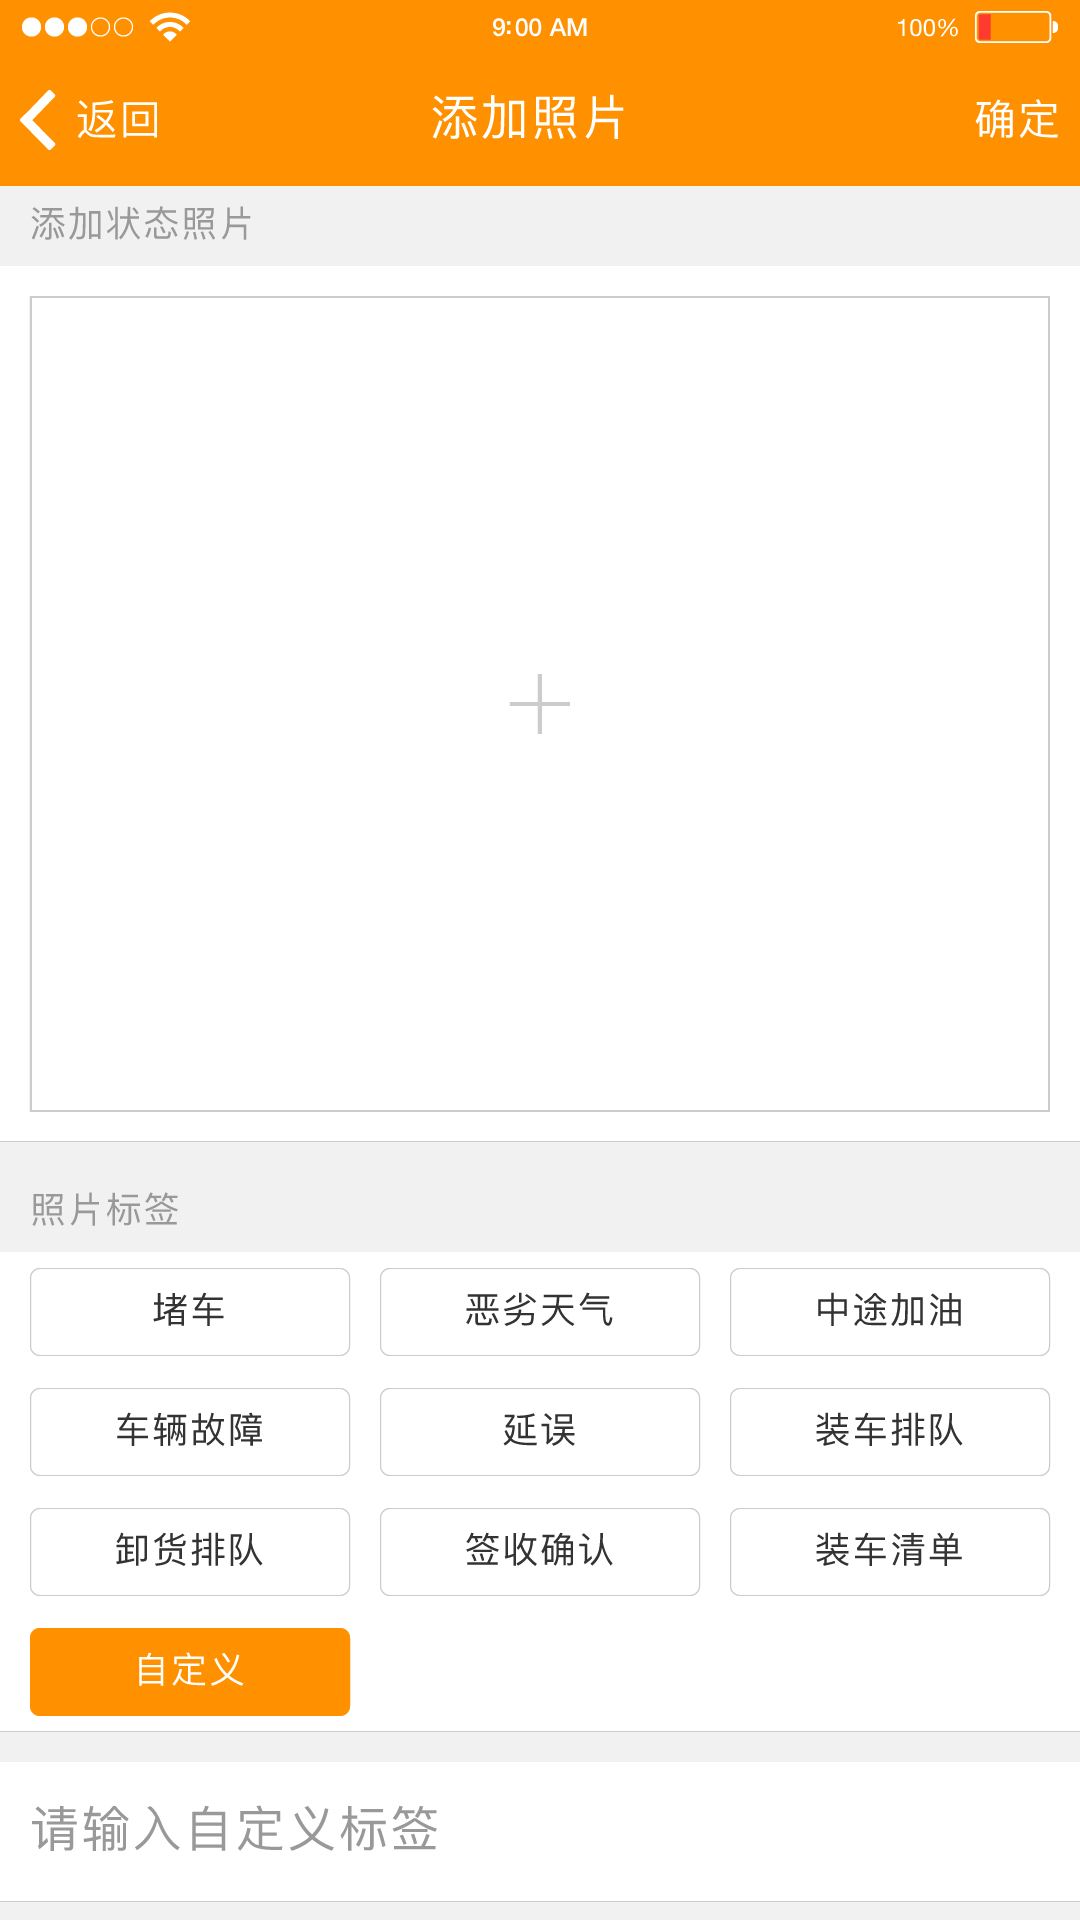 9:00 AM 100%
返回 添加照片 确定
添加状态照片
照片标签
堵车 恶劣天气 中途加油
车辆故障 延误 装车排队
卸货排队 签收确认 装车清单
自定义
请输入自定义标签